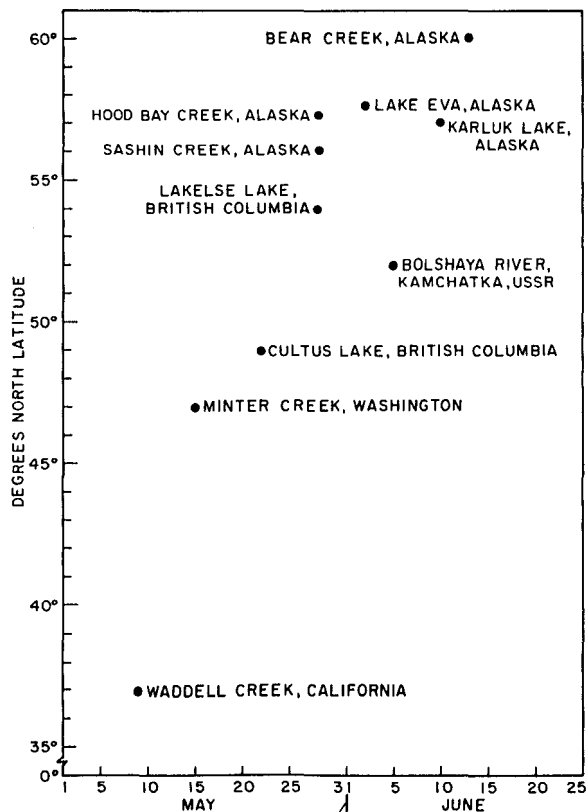 60°
BEAR CREEK, ALASKA
LAKE EVA, ALASKA
HOOD BAY CREEK, ALASKA
KARLUK LAKE,
ALASKA
SASHIN CREEK, ALASKA
55°
LAKELSE LAKE,
BRITISH COLUMBIA
BOLSHAYA RIVER,
KAMCHATKA, USSR
50°
CULTUS LAKE, BRITISH COLUMBIA
MINTER CREEK, WASHINGTON
DEGREES NORTH LATITUDE
45°
40°
WADDELL CREEK, CALIFORNIA
35°
0°
1 5 10 15 20 25 31 5 10 15 20 25
MAY JUNE